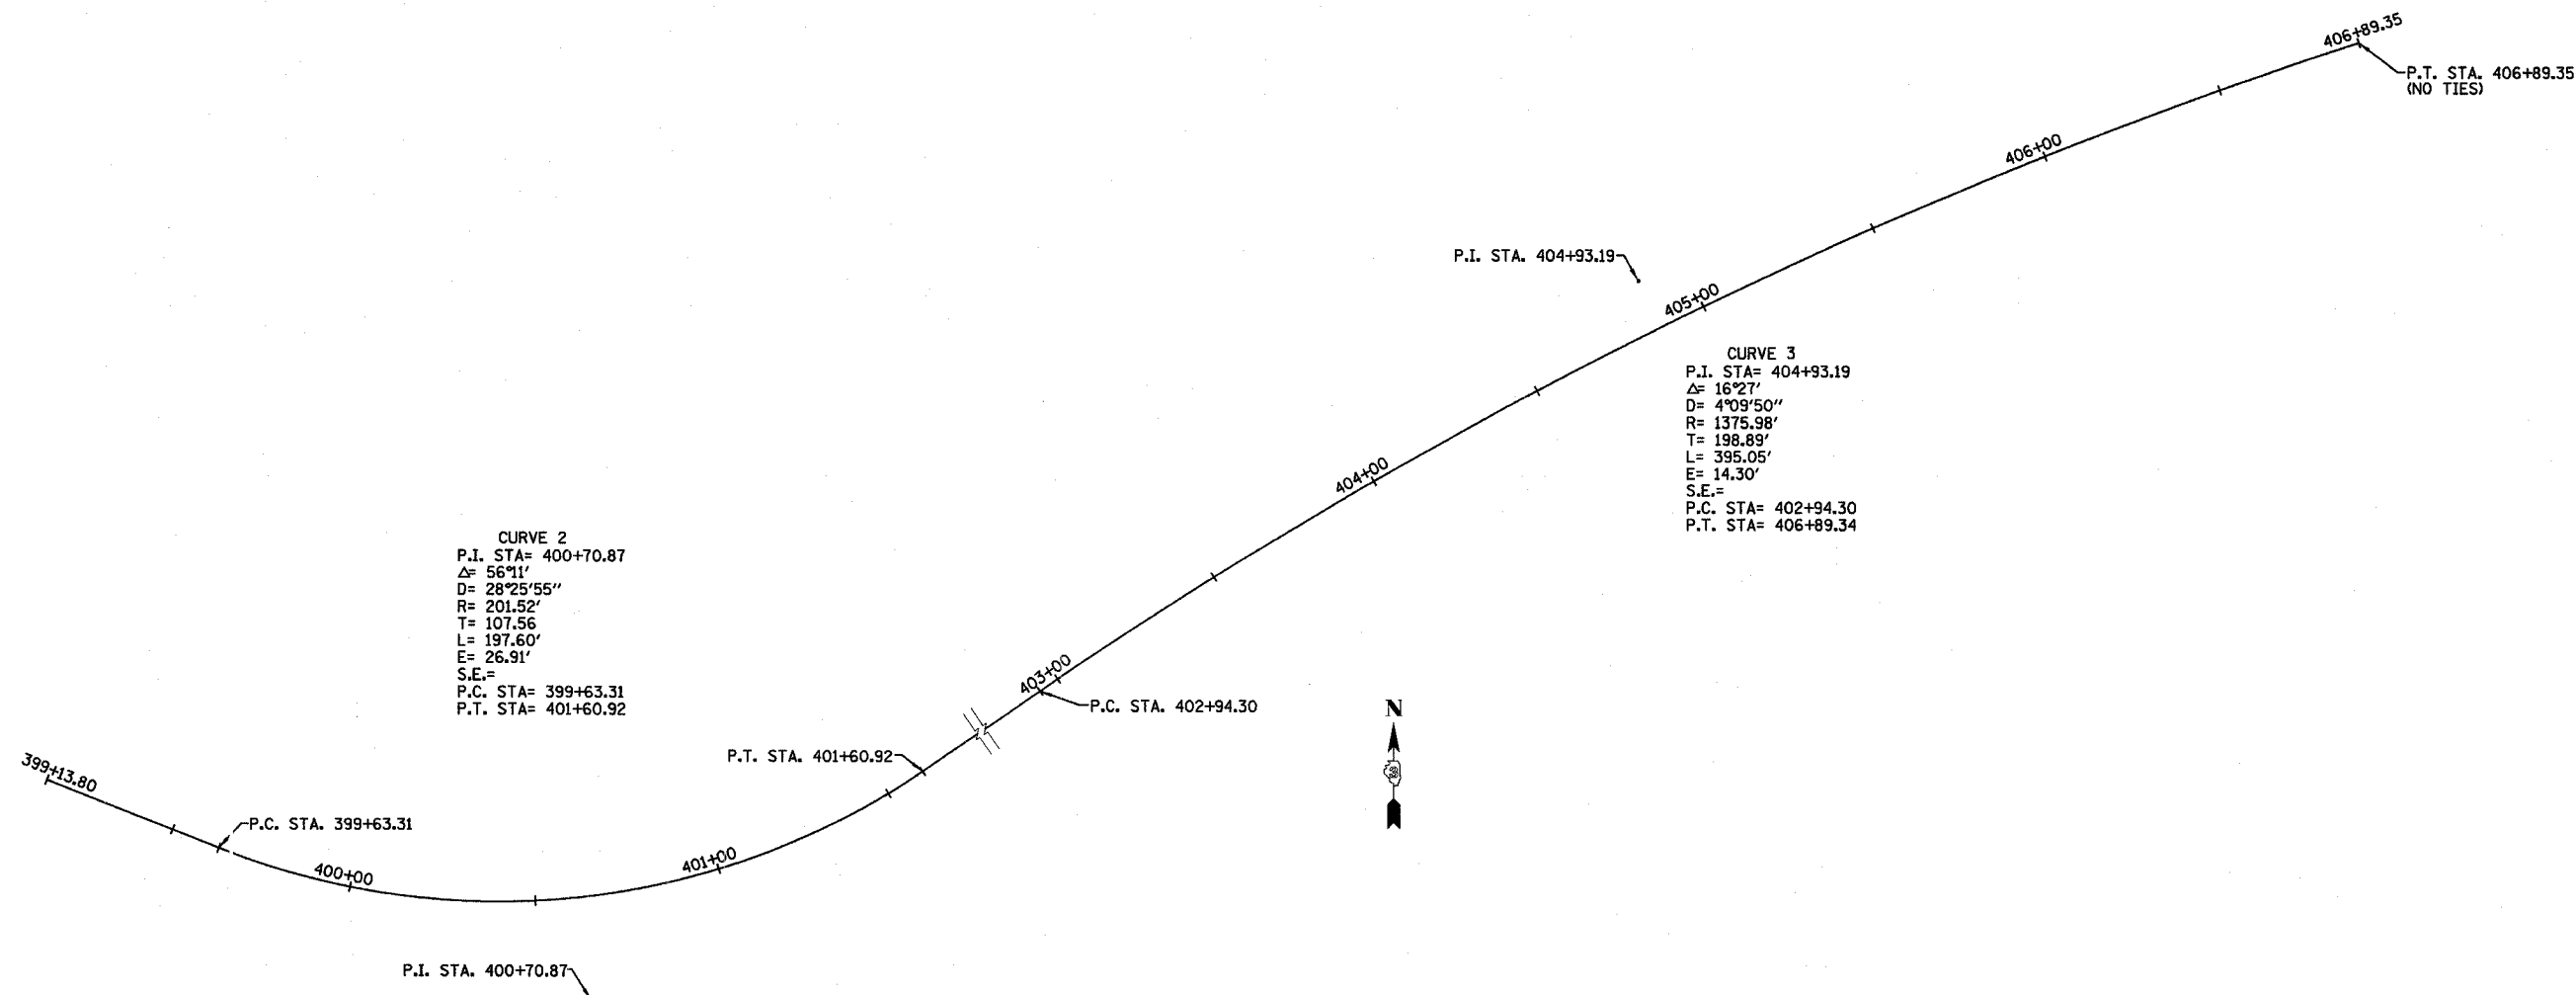 406+89.35
P.T. STA. 406+89.35
(NO TIES)
406+00
P.I. STA. 404+93.19
405+00
CURVE 3
P.I. STA= 404+93.19
Δ= 16°27'
D= 4°09'50''
R= 1375.98'
T= 198.89'
L= 395.05'
E= 14.30'
S.E.=
P.C. STA= 402+94.30
P.T. STA= 406+89.34
404+00
CURVE 2
P.I. STA= 400+70.87
Δ= 56°11'
D= 28°25'55''
R= 201.52'
T= 107.56
L= 197.60'
E= 26.91'
S.E.=
P.C. STA= 399+63.31
P.T. STA= 401+60.92
403+00
P.C. STA. 402+94.30
N
P.T. STA. 401+60.92
399+13.80
P.C. STA. 399+63.31
400+00
401+00
P.I. STA. 400+70.87